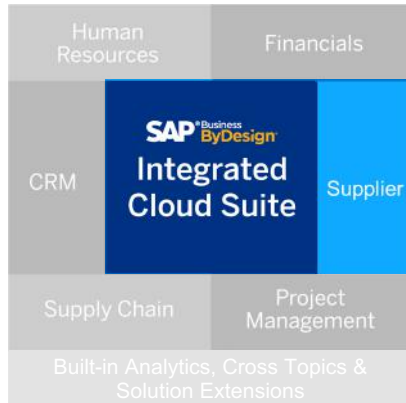 Human
Resources
Financials
CRM
SAP® Business
ByDesign®
Integrated
Cloud Suite
Supplier
Supply Chain
Project
Management
Built-in Analytics, Cross Topics &
Solution Extensions